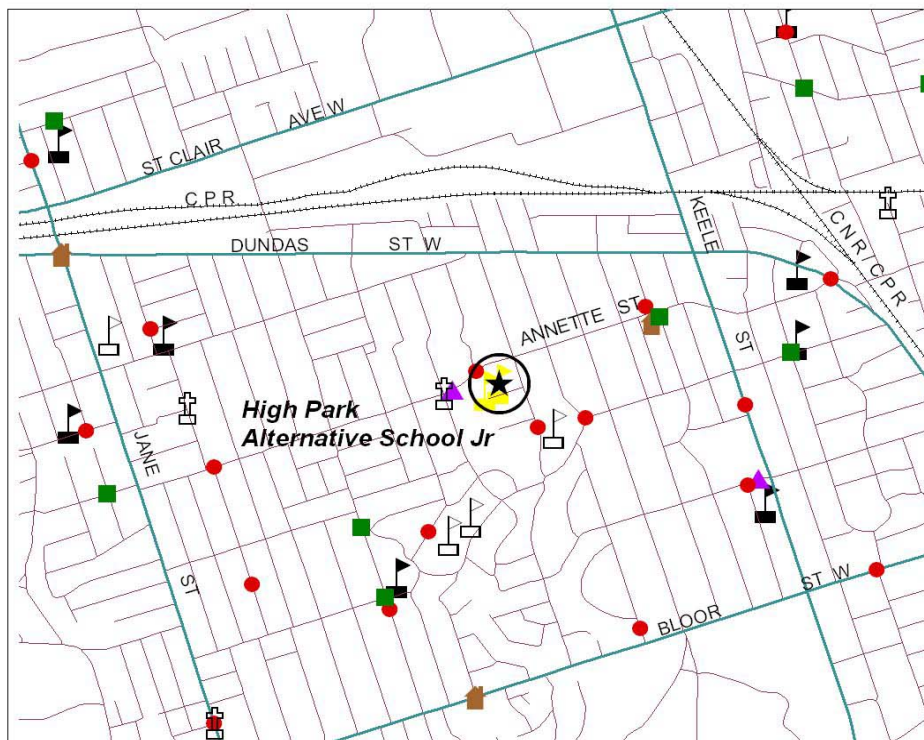 AVE W
ST CLAIR
C P R
KEELE
C N R / C P R
DUNDAS
ST W
ANNETTE ST
ST
High Park
Alternative School Jr
JANE
ST
ST W
BLOOR